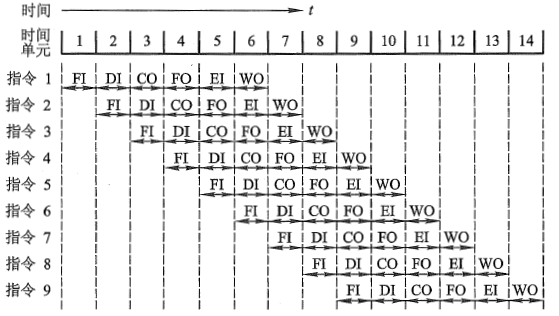 时间 t
时间单元 1 2 3 4 5 6 7 8 9 10 11 12 13 14
指令 1 FI DI CO FO EI WO
指令 2 FI DI CO FO EI WO
指令 3 FI DI CO FO EI WO
指令 4 FI DI CO FO EI WO
指令 5 FI DI CO FO EI WO
指令 6 FI DI CO FO EI WO
指令 7 FI DI CO FO EI WO
指令 8 FI DI CO FO EI WO
指令 9 FI DI CO FO EI WO